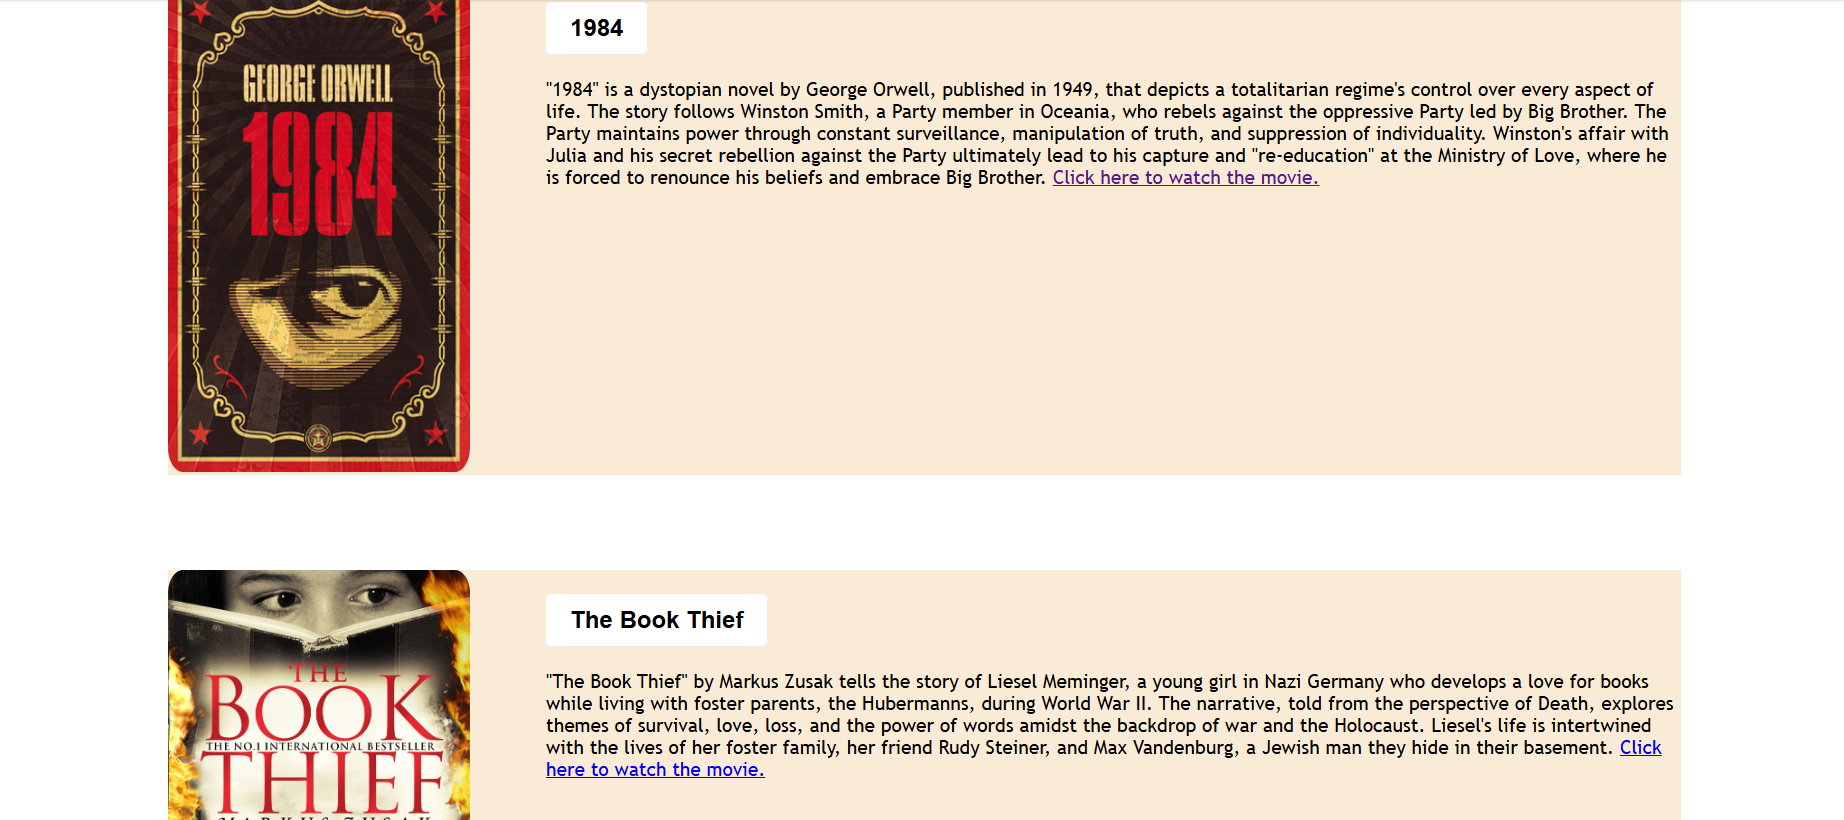 GEORGE ORWELL
1984
1984
"1984" is a dystopian novel by George Orwell, published in 1949, that depicts a totalitarian regime's control over every aspect of
life. The story follows Winston Smith, a Party member in Oceania, who rebels against the oppressive Party led by Big Brother. The
Party maintains power through constant surveillance, manipulation of truth, and suppression of individuality. Winston's affair with
Julia and his secret rebellion against the Party ultimately lead to his capture and "re-education" at the Ministry of Love, where he
is forced to renounce his beliefs and embrace Big Brother. Click here to watch the movie.
THE
BOOK
THE NO.1 INTERNATIONAL BESTSELLER
THIEF
The Book Thief
"The Book Thief" by Markus Zusak tells the story of Liesel Meminger, a young girl in Nazi Germany who develops a love for books
while living with foster parents, the Hubermanns, during World War II. The narrative, told from the perspective of Death, explores
themes of survival, love, loss, and the power of words amidst the backdrop of war and the Holocaust. Liesel's life is intertwined
with the lives of her foster family, her friend Rudy Steiner, and Max Vandenburg, a Jewish man they hide in their basement. Click
here to watch the movie.